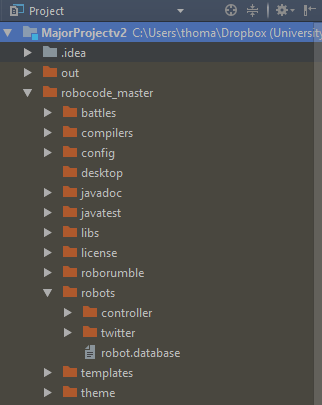 Project
MajorProjectv2 C:\Users\thoma\Dropbox (University
.idea
out
robocode_master
battles
compilers
config
desktop
javadoc
javatest
libs
license
roborumble
robots
controller
twitter
robot.database
templates
theme